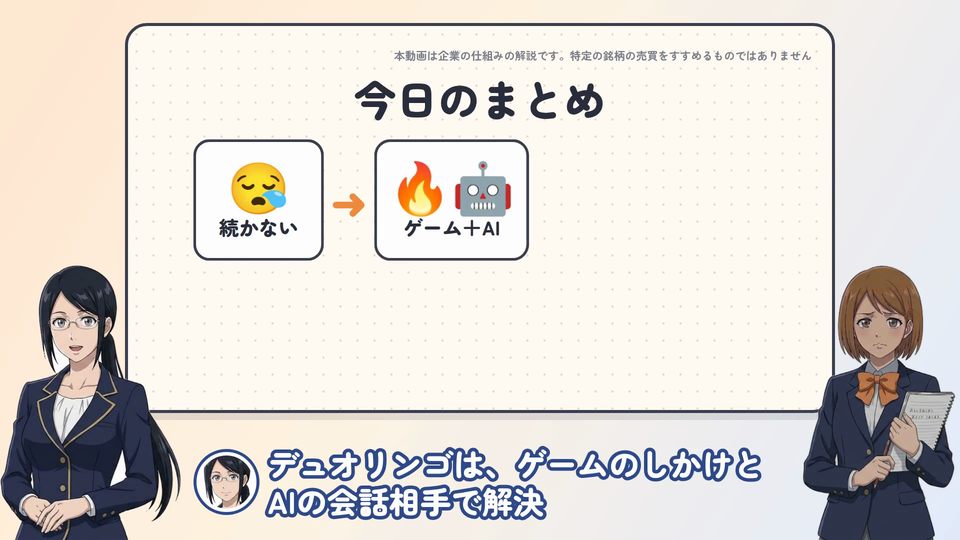 本動画は企業の仕組みの解説です。特定の銘柄の売買をすすめるものではありません
今日のまとめ
続かない
ゲーム＋AI
デュオリンゴは、ゲームのしかけと
AIの会話相手で解決